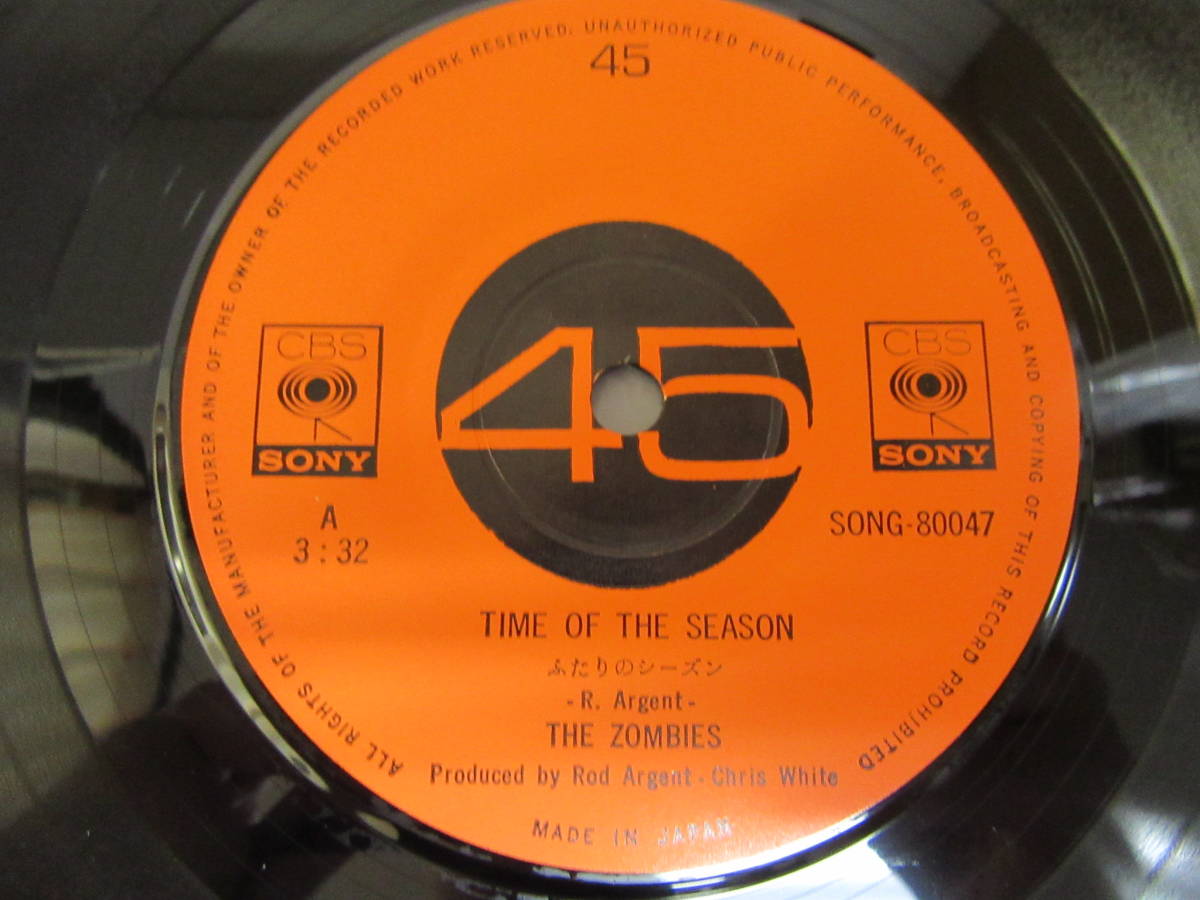 ALL RIGHTS OF THE MANUFACTURER AND OF THE OWNER OF THE RECORDED WORK RESERVED. UNAUTHORIZED PUBLIC PERFORMANCE, BROADCASTING AND COPYING OF THIS RECORD PROHIBITED
45
45
CBS
SONY
CBS
SONY
A
3:32
SONG-80047
TIME OF THE SEASON
ふたりのシーズン
- R. Argent -
THE ZOMBIES
Produced by Rod Argent - Chris White
MADE IN JAPAN